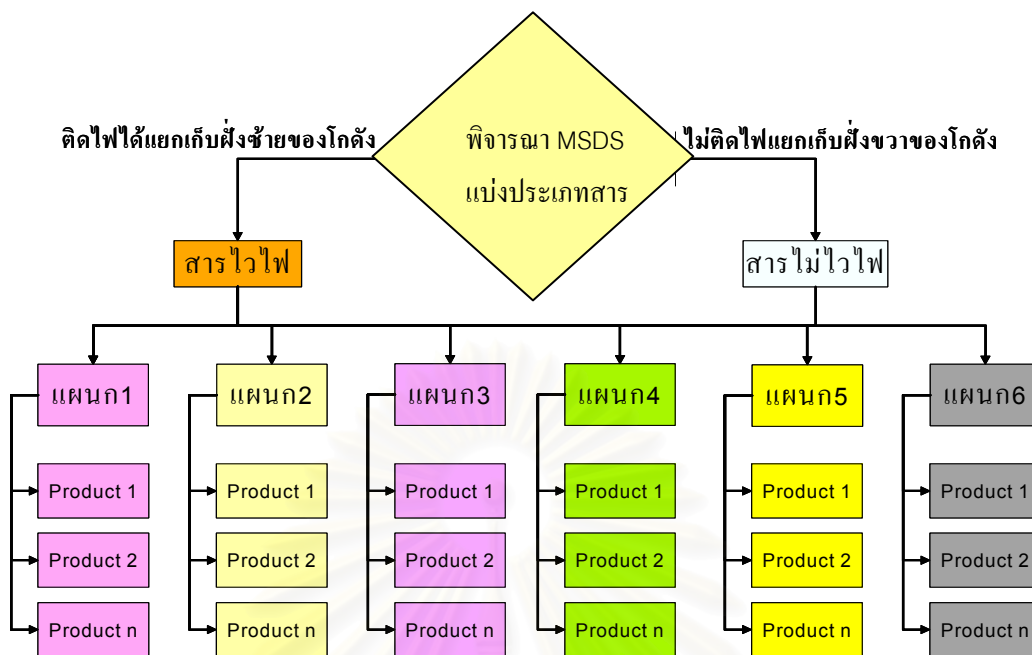 ติดไฟได้แยกเก็บฝั่งซ้ายของโกดัง
พิจารณา MSDS
แบ่งประเภทสาร
ไม่ติดไฟแยกเก็บฝั่งขวาของโกดัง
สารไวไฟ
สารไม่ไวไฟ
แผนก1
แผนก2
แผนก3
แผนก4
แผนก5
แผนก6
Product 1
Product 1
Product 1
Product 1
Product 1
Product 1
Product 2
Product 2
Product 2
Product 2
Product 2
Product 2
Product n
Product n
Product n
Product n
Product n
Product n